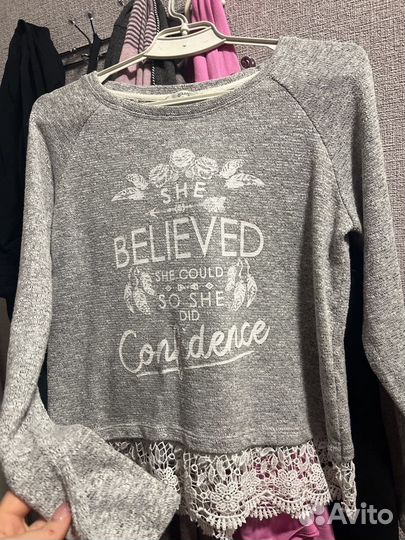 SHE
BELIEVED
SHE COULD
SO SHE
DID
Confidence
Avito